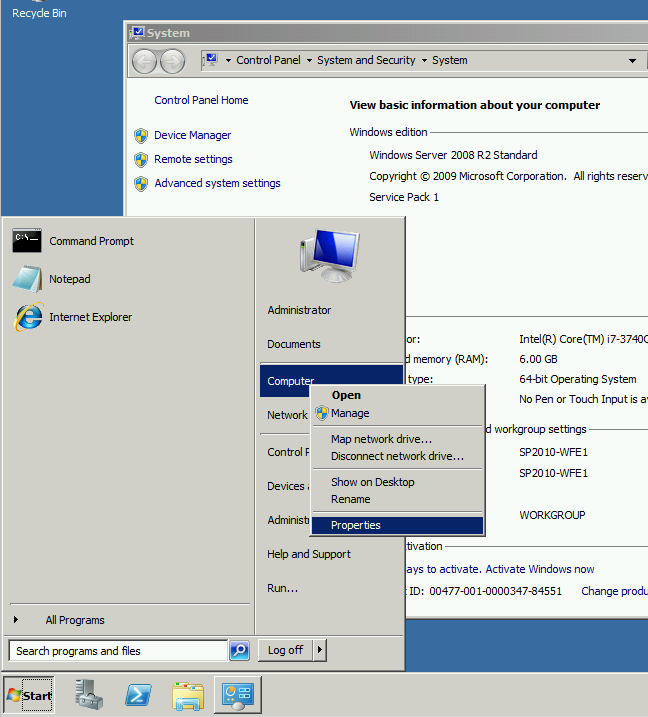 Recycle Bin
System
Control Panel
System and Security
System
Control Panel Home
Device Manager
Remote settings
Advanced system settings
View basic information about your computer
Windows edition
Windows Server 2008 R2 Standard
Copyright © 2009 Microsoft Corporation. All rights reserv
Service Pack 1
or:
Intel(R) Core(TM) i7-3740
d memory (RAM):
6.00 GB
type:
64-bit Operating System
No Pen or Touch Input is av
d workgroup settings
SP2010-WFE1
SP2010-WFE1
WORKGROUP
tivation
ays to activate. Activate Windows now
ID: 00477-001-0000347-84551
Change produ
Command Prompt
Notepad
Internet Explorer
All Programs
Search programs and files
Administrator
Documents
Computer
Network
Control P
Devices a
Administ
Help and Support
Run...
Log off
Open
Manage
Map network drive...
Disconnect network drive...
Show on Desktop
Rename
Properties
Start